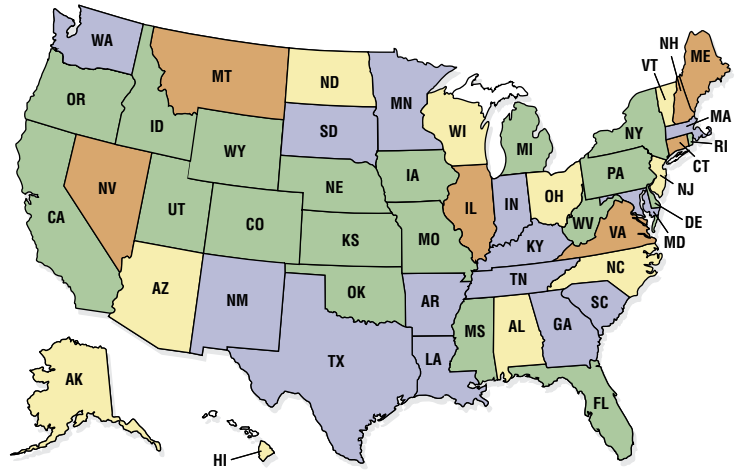 WA
MT
ND
MN
OR
ID
SD
WI
MI
WY
NV
UT
CA
CO
NE
IA
IL
IN
OH
PA
NY
VT
NH
ME
MA
RI
CT
NJ
DE
MD
WV
VA
KY
KS
MO
TN
NC
SC
AZ
NM
OK
AR
MS
AL
GA
LA
TX
FL
AK
HI